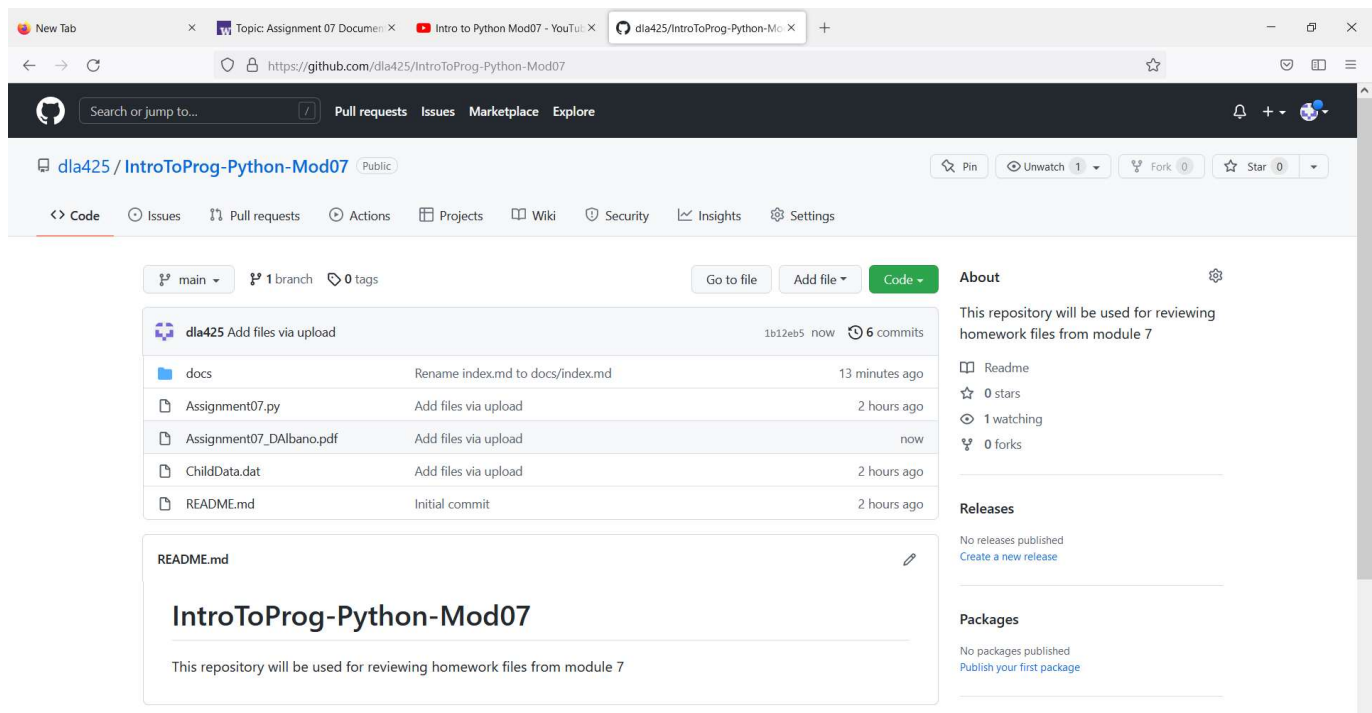 New Tab
Topic: Assignment 07 Documen
Intro to Python Mod07 - YouTu
dla425/IntroToProg-Python-Mo
https://github.com/dla425/IntroToProg-Python-Mod07
Search or jump to... / Pull requests Issues Marketplace Explore
dla425 / IntroToProg-Python-Mod07 Public
Pin Unwatch 1 Fork 0 Star 0
Code Issues Pull requests Actions Projects Wiki Security Insights Settings
main 1 branch 0 tags Go to file Add file Code
dla425 Add files via upload 1b12eb5 now 6 commits
docs Rename index.md to docs/index.md 13 minutes ago
Assignment07.py Add files via upload 2 hours ago
Assignment07_DAlbano.pdf Add files via upload now
ChildData.dat Add files via upload 2 hours ago
README.md Initial commit 2 hours ago
README.md
IntroToProg-Python-Mod07
This repository will be used for reviewing homework files from module 7
About
This repository will be used for reviewing
homework files from module 7
Readme
0 stars
1 watching
0 forks
Releases
No releases published
Create a new release
Packages
No packages published
Publish your first package